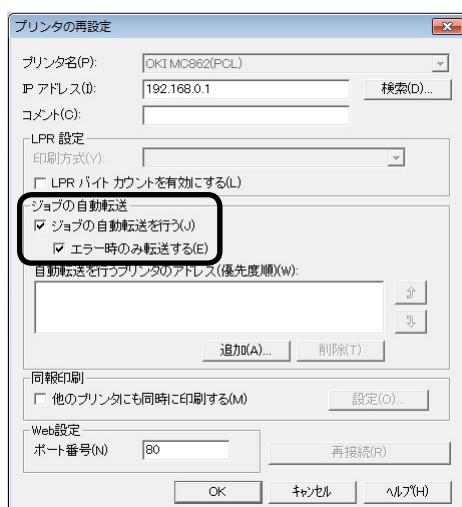 プリンタの再設定
プリンタ名(P): OKI MC862(PCL)
IP アドレス(I): 192.168.0.1 検索(D)...
コメント(C):
LPR 設定
印刷方式(Y):
LPR バイト カウントを有効にする(L)
ジョブの自動転送
ジョブの自動転送を行う(J)
エラー時のみ転送する(E)
自動転送を行うプリンタのアドレス(優先度順)(W):
追加(A)... 削除(T)
同報印刷
他のプリンタにも同時に印刷する(M) 設定(O)...
Web設定
ポート番号(N) 80 再接続(R)
OK キャンセル ヘルプ(H)